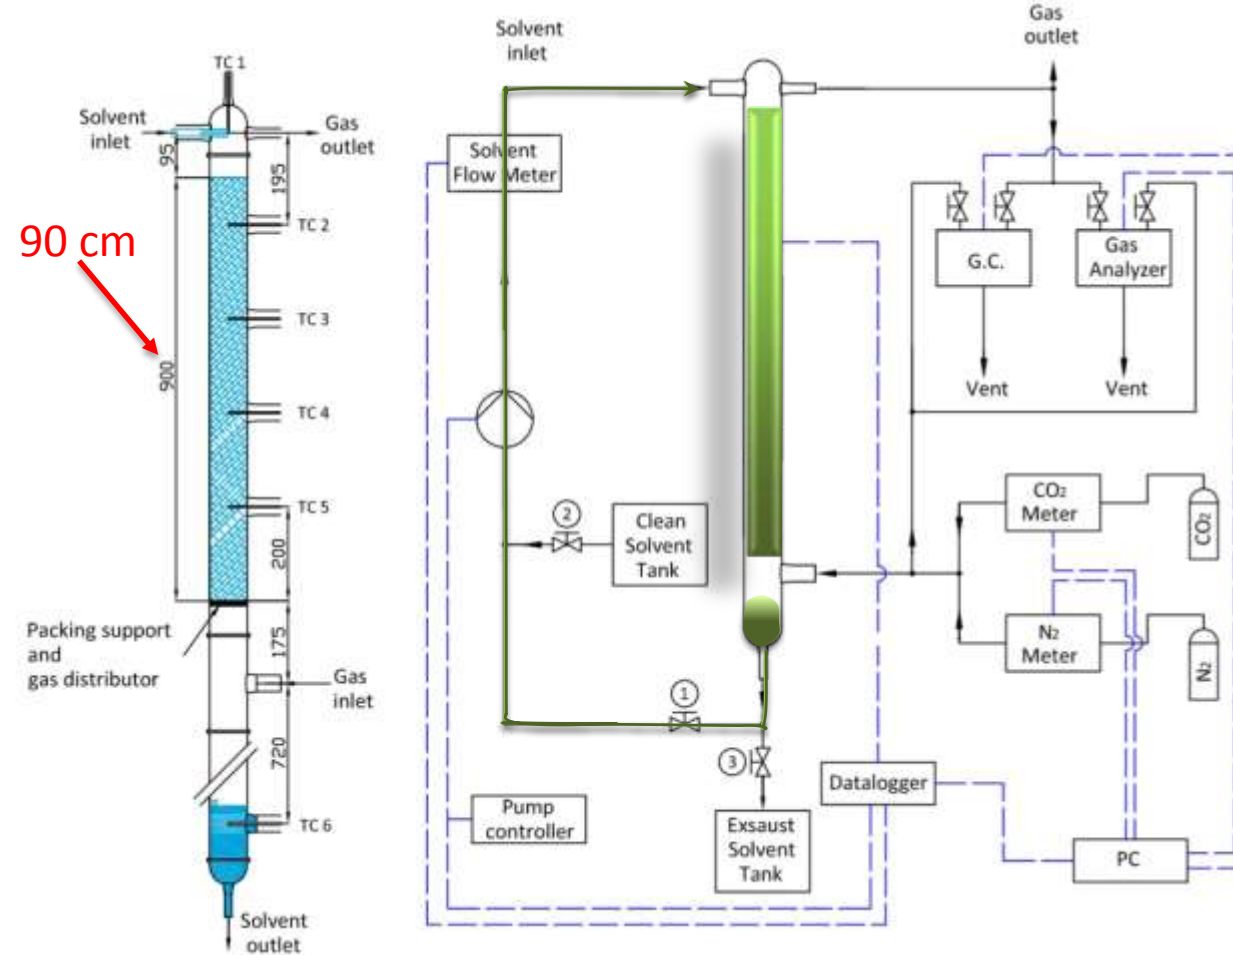 TC 1
Solvent
inlet
Gas
outlet
95
195
TC 2
90 cm
TC 3
900
TC 4
TC 5
200
Packing support
and
gas distributor
175
Gas
inlet
720
TC 6
Solvent
outlet
Solvent
inlet
Gas
outlet
Solvent
Flow Meter
G.C.
Gas
Analyzer
Vent
Vent
2
Clean
Solvent
Tank
CO2
Meter
CO2
N2
Meter
N2
1
3
Datalogger
Pump
controller
Exsaust
Solvent
Tank
PC